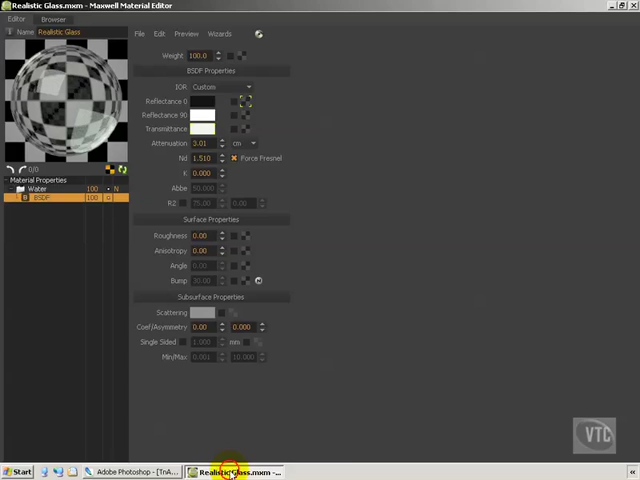 Realistic Glass.mxm - Maxwell Material Editor
Editor Browser
Name Realistic Glass File Edit Preview Wizards
Weight 100.0
BSDF Properties
IOR Custom
Reflectance 0
Reflectance 90
Transmittance
Attenuation 3.01 cm
Nd 1.510 Force Fresnel
0/0
K 0.000
Material Properties
Abbe 50.000
Water 100 N
BSDF 100
R2 75.00 0.00
Surface Properties
Roughness 0.00
Anisotropy 0.00
Angle 0.00
Bump 30.00
Subsurface Properties
Scattering
Coef/Asymmetry 0.00 0.000
Single Sided 1.000 mm
Min/Max 0.001 10.000
VTC
Start Adobe Photoshop - [TnA... Realistic Glass.mxm -...